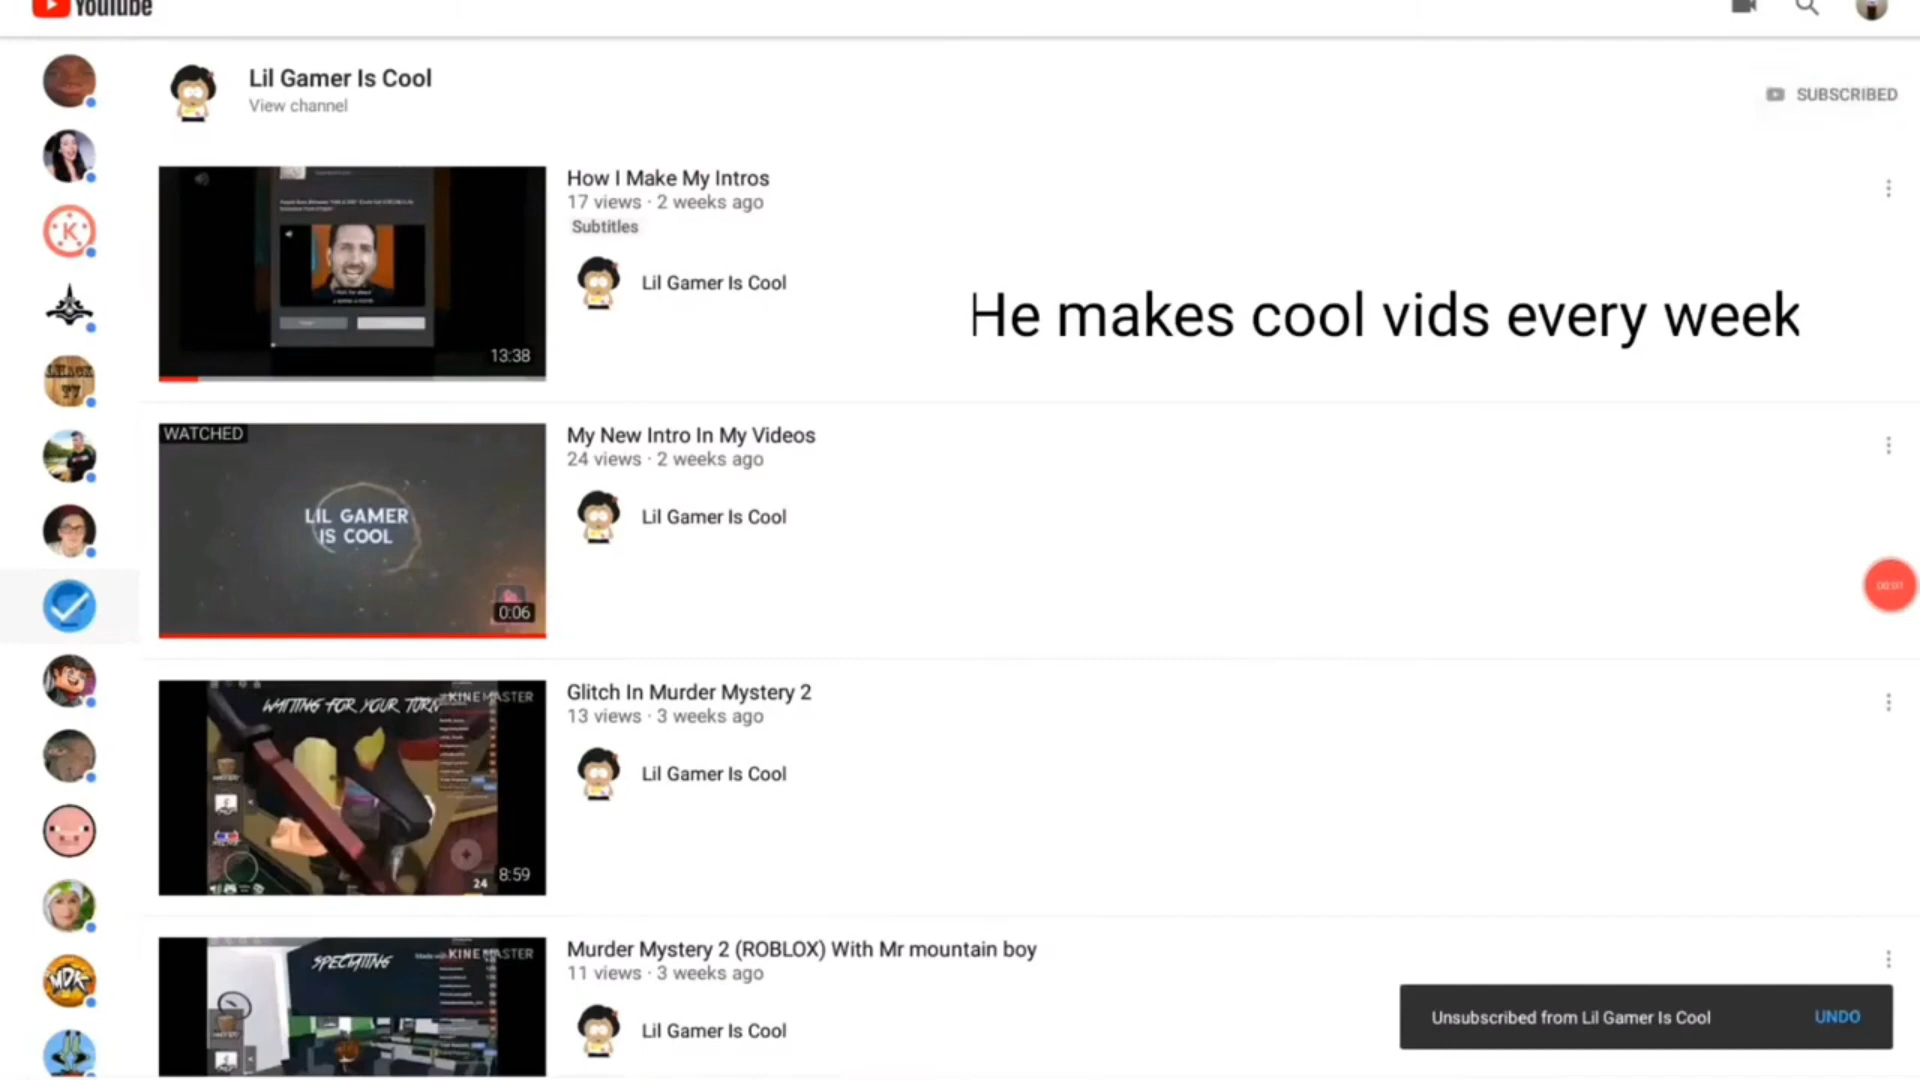 YouTube
Lil Gamer Is Cool
View channel
SUBSCRIBED
How I Make My Intros
17 views · 2 weeks ago
Subtitles
Lil Gamer Is Cool
13:38
He makes cool vids every week
WATCHED
LIL GAMER
IS COOL
0:06
My New Intro In My Videos
24 views · 2 weeks ago
Lil Gamer Is Cool
00:01
K
WAITING FOR YOUR TURN
KINEMASTER
24
8:59
Glitch In Murder Mystery 2
13 views · 3 weeks ago
Lil Gamer Is Cool
SPECTATING
Made with KINEMASTER
Murder Mystery 2 (ROBLOX) With Mr mountain boy
11 views · 3 weeks ago
Lil Gamer Is Cool
MDR
Unsubscribed from Lil Gamer Is Cool
UNDO